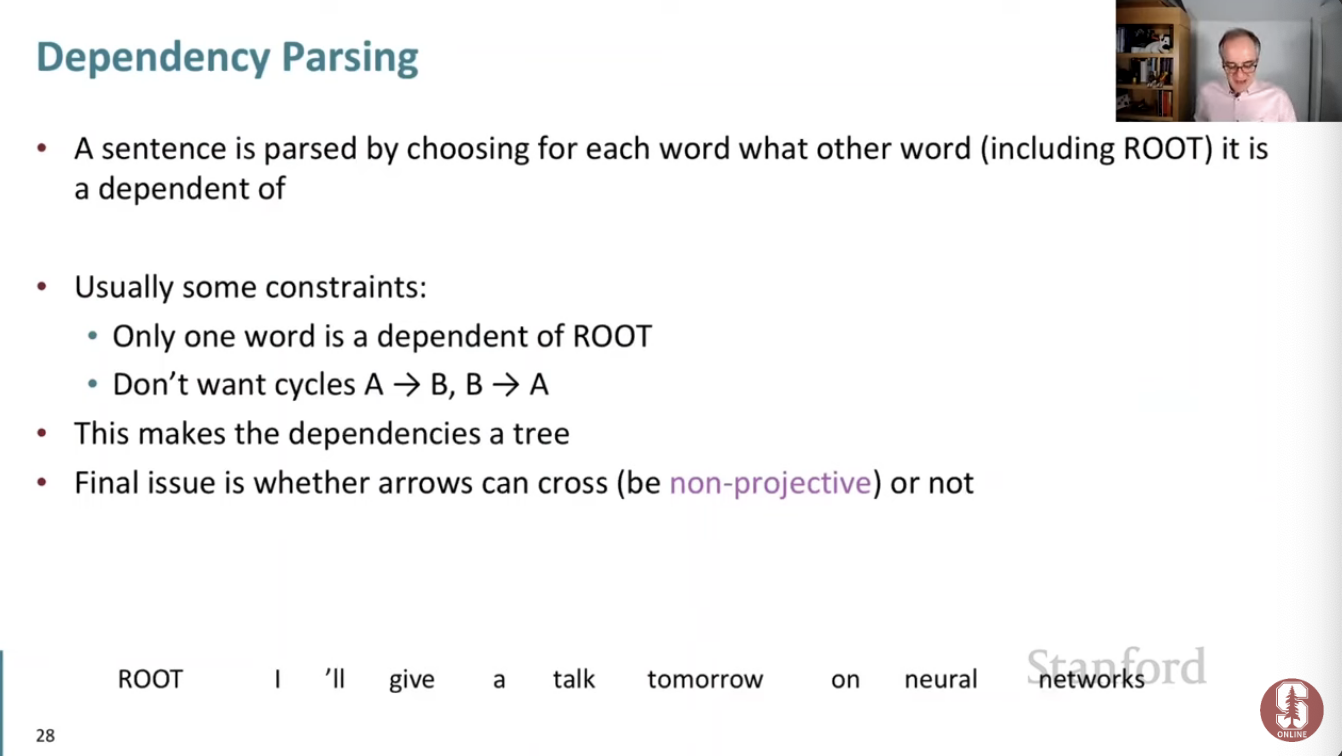 Dependency Parsing
• A sentence is parsed by choosing for each word what other word (including ROOT) it is
a dependent of
• Usually some constraints:
• Only one word is a dependent of ROOT
• Don’t want cycles A → B, B → A
• This makes the dependencies a tree
• Final issue is whether arrows can cross (be non-projective) or not
Stanford
ROOT I ’ll give a talk tomorrow on neural networks
S
ONLINE
28